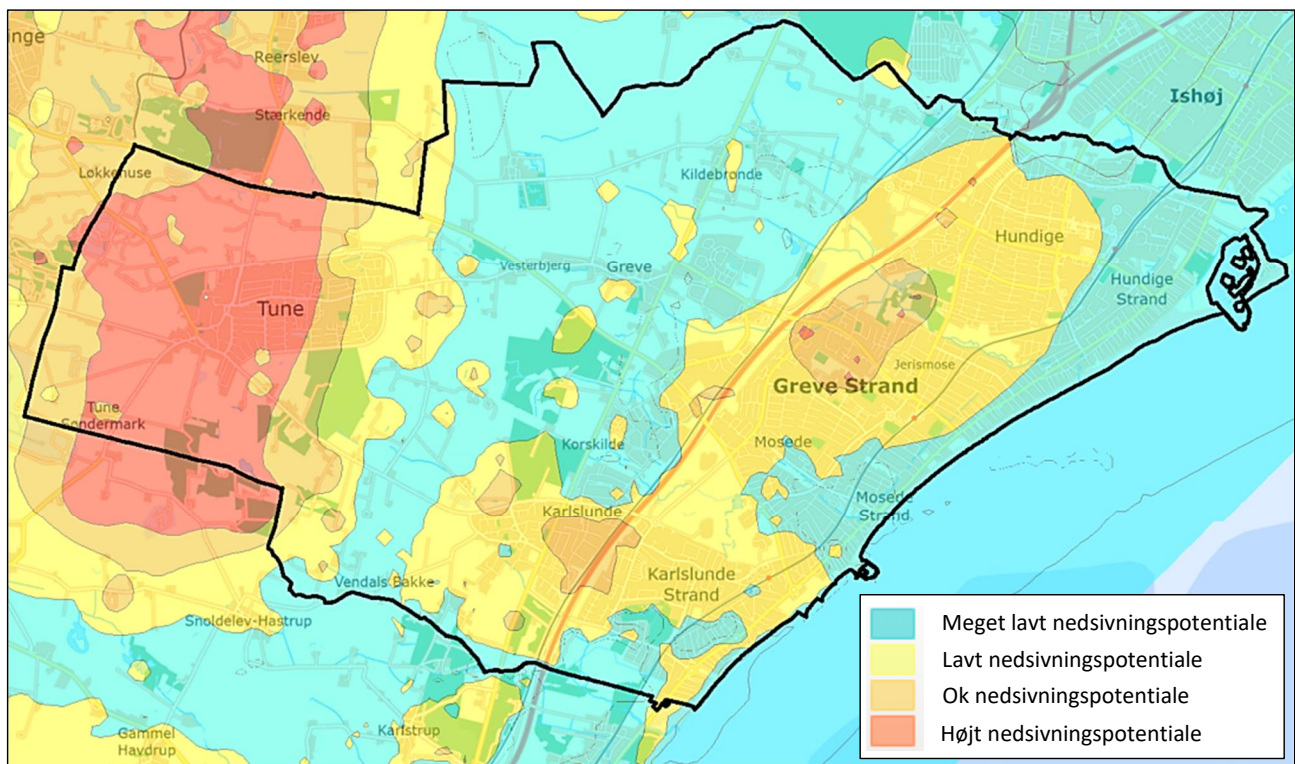 inge
Reerslev
Ishøj
Stærkende
Løkkehuse
Kildebrønde
Hundige
Vesterbjerg
Greve
Hundige
Strand
Tune
Jerismose
Greve Strand
Tune
Søndermark
Korskilde
Mosede
Mosede
Strand
Karlslunde
Karlslunde
Strand
Vendals Bakke
Snoldelev-Hastrup
Karlstrup
Gammel
Havdrup
Meget lavt nedsivningspotentiale
Lavt nedsivningspotentiale
Ok nedsivningspotentiale
Højt nedsivningspotentiale